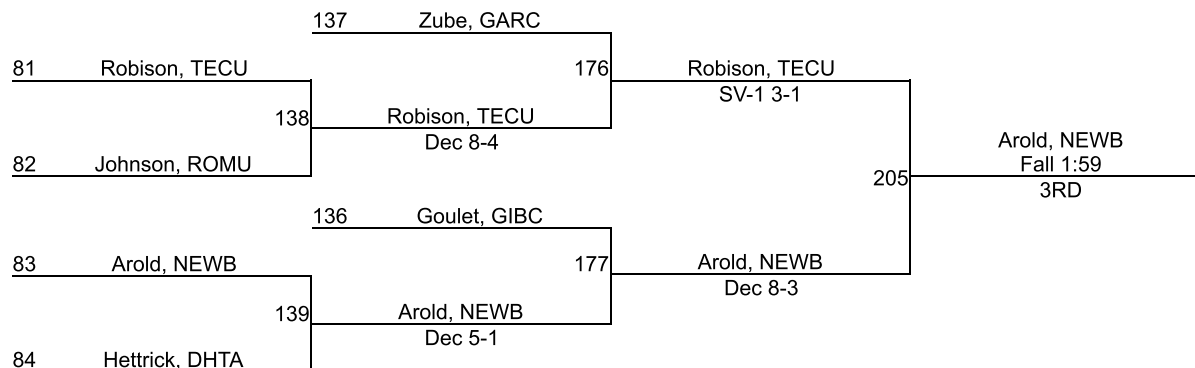 137 Zube, GARC
81 Robison, TECU
176 Robison, TECU
SV-1 3-1
138 Robison, TECU
Dec 8-4
82 Johnson, ROMU
205 Arold, NEWB
Fall 1:59
3RD
136 Goulet, GIBC
83 Arold, NEWB
177 Arold, NEWB
Dec 8-3
139 Arold, NEWB
Dec 5-1
84 Hettrick, DHTA